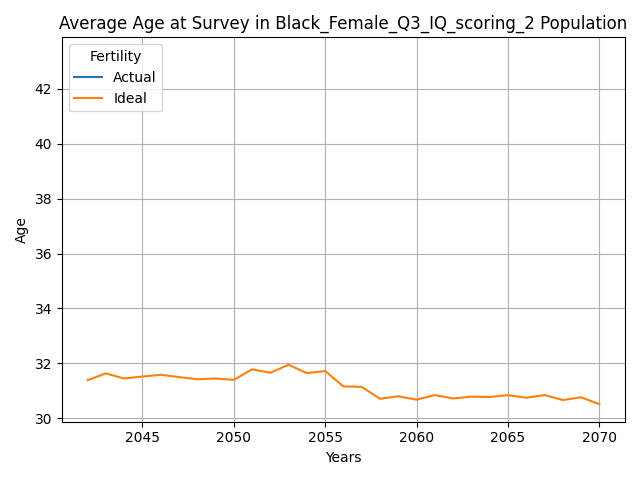 Average Age at Survey in Black_Female_Q3_IQ_scoring_2 Population
Fertility
Actual
Ideal
42
40
38
36
34
32
30
Age
2045 2050 2055 2060 2065 2070
Years